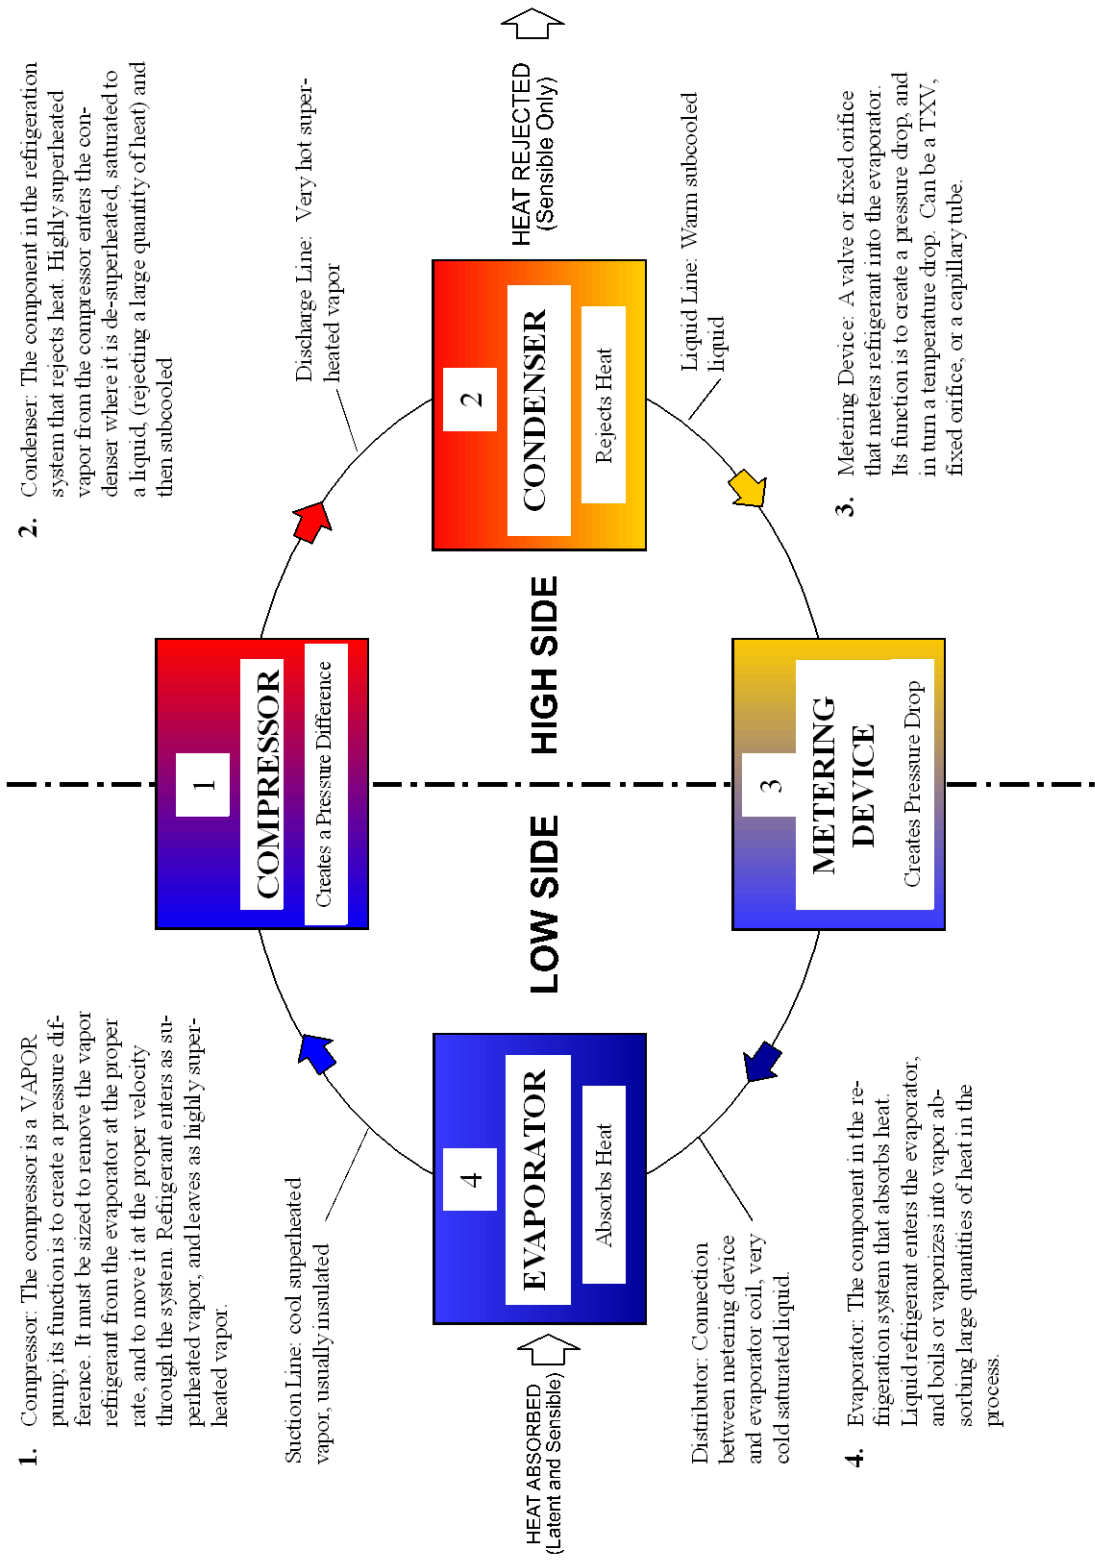 1. Compressor: The compressor is a VAPOR
pump, its function is to create a pressure dif-
ference. It must be sized to remove the vapor
refrigerant from the evaporator at the proper
rate, and to move it at the proper velocity
through the system. Refrigerant enters as su-
perheated vapor, and leaves as highly super-
heated vapor.
2. Condenser: The component in the refrigeration
system that rejects heat. Highly superheated
vapor from the compressor enters the con-
denser where it is de-superheated, saturated to
a liquid, (rejecting a large quantity of heat) and
then subcooled
Suction Line: cool superheated
vapor, usually insulated
1
COMPRESSOR
Creates a Pressure Difference
Discharge Line: Very hot super-
heated vapor
HEAT ABSORBED
(Latent and Sensible)
4
EVAPORATOR
Absorbs Heat
LOW SIDE
HIGH SIDE
2
CONDENSER
Rejects Heat
HEAT REJECTED
(Sensible Only)
Distributor: Connection
between metering device
and evaporator coil, very
cold saturated liquid.
3
METERING
DEVICE
Creates Pressure Drop
Liquid Line: Warm subcooled
liquid
4. Evaporator: The component in the re-
frigeration system that absorbs heat.
Liquid refrigerant enters the evaporator,
and boils or vaporizes into vapor ab-
sorbing large quantities of heat in the
process.
3. Metering Device: A valve or fixed orifice
that meters refrigerant into the evaporator.
Its function is to create a pressure drop, and
in turn a temperature drop. Can be a TXV,
fixed orifice, or a capillary tube.